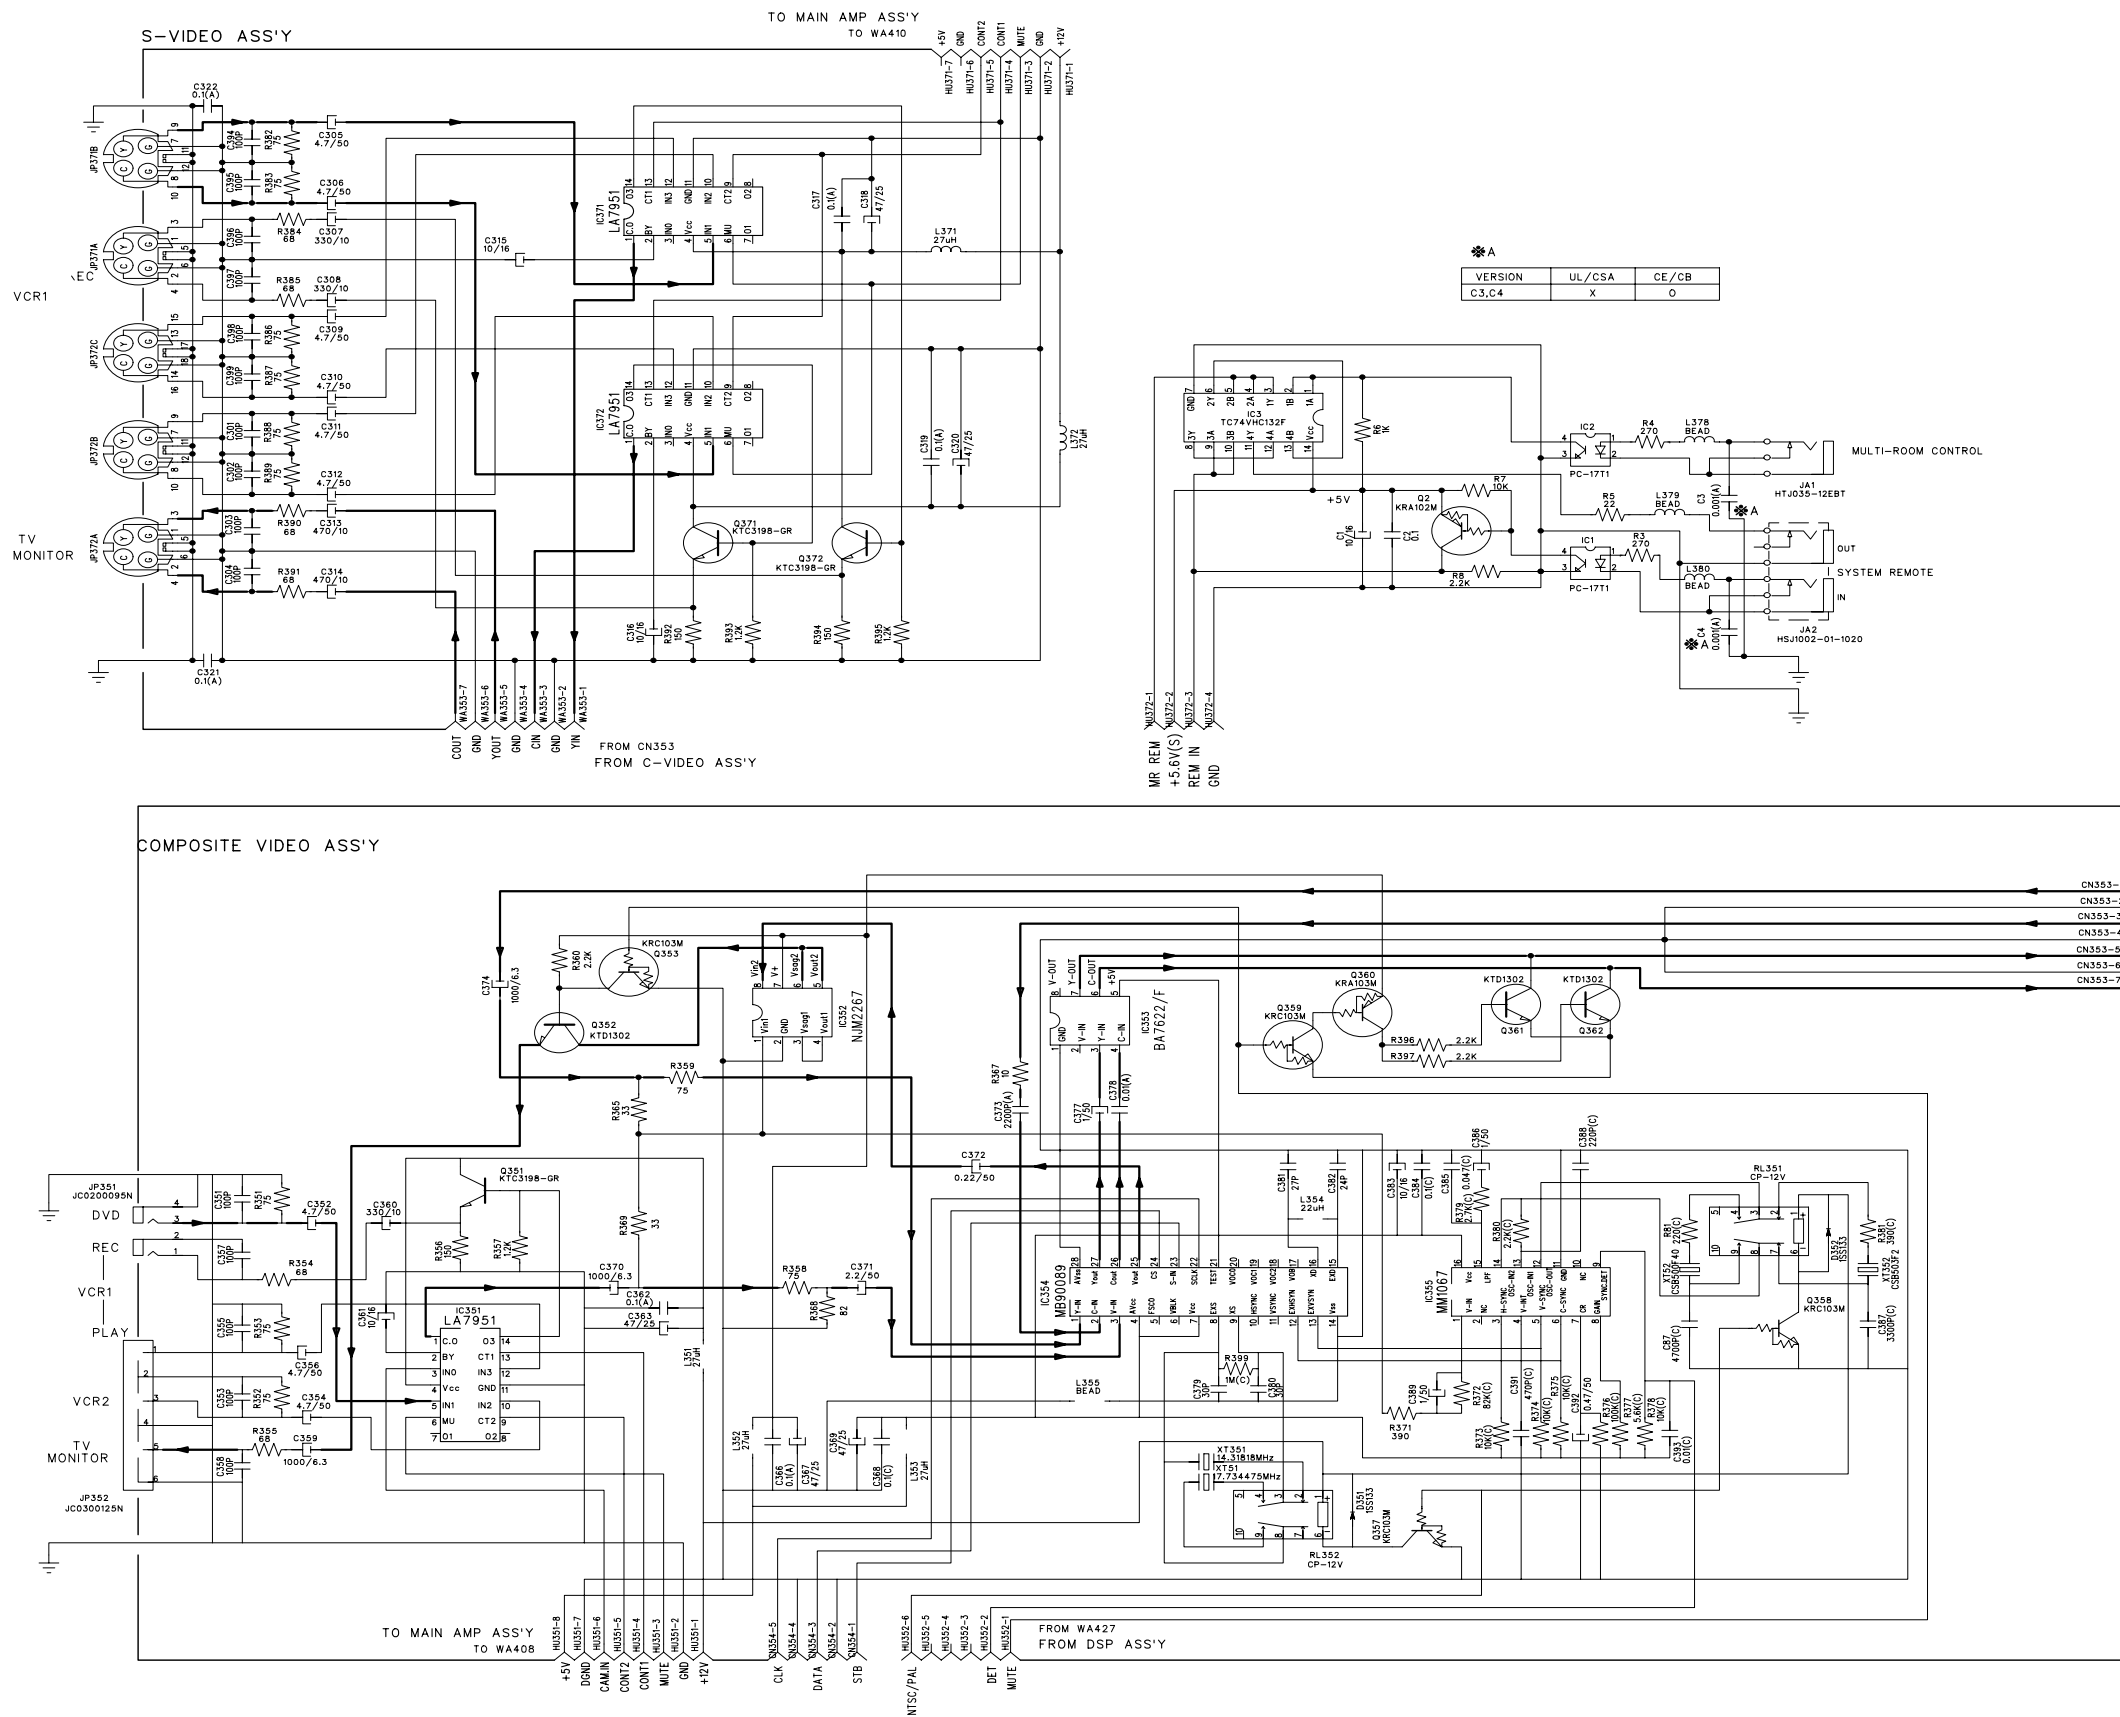 S-VIDEO ASS'Y
TO MAIN AMP ASS'Y
TO WA410
+5V
GND
CONT2
CONT1
MUTE
GND
+12V
HU371-7
HU371-6
HU371-5
HU371-4
HU371-3
HU371-2
HU371-1
C322
0.1(A)
JP371B
C394
100P
R382
75
C305
4.7/50
C395
100P
R383
75
C306
4.7/50
JP371A
C396
100P
R384
68
C307
330/10
C397
100P
R385
68
C308
330/10
VCR1
JP372C
C398
100P
R386
75
C309
4.7/50
C399
100P
R387
75
C310
4.7/50
JP372B
C301
100P
R388
75
C311
4.7/50
C302
100P
R389
75
C312
4.7/50
TV
MONITOR
JP372A
C303
100P
R390
68
C313
470/10
C304
100P
R391
68
C314
470/10
C321
0.1(A)
C315
10/16
IC371
LA7951
O3 CT1 IN3 GND IN2 CT2 O2
C.O BY IN0 Vcc IN1 MU O1
IC372
LA7951
O3 CT1 IN3 GND IN2 CT2 O2
C.O BY IN0 Vcc IN1 MU O1
C317
0.1(A)
C318
47/25
L371
27uH
C319
0.1(A)
C320
47/25
L372
27uH
Q371
KTC3198-GR
Q372
KTC3198-GR
C316
10/16
R392
150
R393
1.2K
R394
150
R395
1.2K
WA353-7
WA353-6
WA353-5
WA353-4
WA353-3
WA353-2
WA353-1
COUT
GND
YOUT
GND
CIN
GND
YIN
FROM CN353
FROM C-VIDEO ASS'Y
※A
VERSION UL/CSA CE/CB
C3,C4 X O
GND 2Y 2B 2A 1Y 1B 1A
IC3
TC74VHC132F
3Y 3A 3B 4Y 4A 4B Vcc
R6
1K
IC2
PC-17T1
R4
270
L378
BEAD
MULTI-ROOM CONTROL
JA1
HTJ035-12EBT
+5V
Q2
KRA102M
R7
10K
R5
22
L379
BEAD
C3
0.001(A)
※A
C1
10/16
C2
0.1
R8
2.2K
IC1
PC-17T1
R3
270
L380
BEAD
OUT
SYSTEM REMOTE
IN
JA2
HSJ1002-01-1020
C4
0.001(A)
※A
HU372-1
HU372-2
HU372-3
HU372-4
MR REM
+5.6V(S)
REM IN
GND
COMPOSITE VIDEO ASS'Y
CN353-
CN353-2
CN353-3
CN353-4
CN353-5
CN353-6
CN353-7
C374
1000/6.3
R360
2.2K
KRC103M
Q353
Q352
KTD1302
Vin2 V+ Vsag2 Vout2
Vin1 GND Vsag1 Vout1
IC352
NJM2267
R359
75
R365
33
V-OUT
Y-OUT
C-OUT
+5V
GND V-IN Y-IN C-IN
IC353
BA7622/F
R367
10
C373
2200P(A)
C377
1/50
C378
0.01(A)
Q359
KRC103M
Q360
KRA103M
KTD1302
Q361
KTD1302
Q362
R396 2.2K
R397 2.2K
JP351
JC0200095N
DVD
REC
VCR1
PLAY
VCR2
TV
MONITOR
JP352
JC0300125N
C351
100P
R351
75
C352
4.7/50
C357
100P
R354
68
C360
330/10
C355
100P
R353
75
C356
4.7/50
C353
100P
R352
75
C354
4.7/50
R355
68
C359
1000/6.3
C358
100P
Q351
KTC3198-GR
R356
150
R357
1.2K
C361
10/16
IC351
LA7951
C.O O3
BY CT1
IN0 IN3
Vcc GND
IN1 IN2
MU CT2
O1 O2
R369
33
C370
1000/6.3
C362
0.1(A)
C363
47/25
L351
27uH
R358
75
R368
82
C371
2.2/50
C372
0.22/50
IC354
MB90089
AVss Yout Cout Vout CS S-IN SCLK TEST VOC0 VOC1 VOC2 VOB XD EXD
Y-IN C-IN V-IN AVcc FSCO VBLK Vcc EXS XS HSYNC VSYNC EXHSYN EXVSYN Vss
C381
27P
L354
22uH
C382
24P
C383
10/16
C384
0.1(C)
C385
0.047(C)
C386
1/50
R379
2.7K(C)
R380
2.2K(C)
C388
220P(C)
IC355
MM1067
Vcc LPF OSC-IN2 OSC-IN1 OSC-OUT GND NC SYNC.DET
V-IN NC H-SYNC V-INT V-SYNC C-SYNC CR GAIN
RL351
CP-12V
R81
220(C)
XT52
CSB500F40
C87
4700P(C)
D352
1SS133
R381
390(C)
XT352
CSB503F2
C387
3300P(C)
Q358
KRC103M
L355
BEAD
C379
30P
R399
1M(C)
C380
30P
C389
1/50
R371
390
R372
82K(C)
R373
10K(C)
C391
470P(C)
R374
10K(C)
R375
10K(C)
C392
0.47/50
R376
100K(C)
R377
5.6K(C)
R378
10K(C)
C393
0.01(C)
L352
27uH
C366
0.1(A)
C367
47/25
C369
47/25
C368
0.1(C)
L353
27uH
XT351
14.31818MHz
XT51
17.734475MHz
RL352
CP-12V
D351
1SS133
Q357
KRC103M
TO MAIN AMP ASS'Y
TO WA408
HU351-8
HU351-7
HU351-6
HU351-5
HU351-4
HU351-3
HU351-2
HU351-1
+5V
DGND
CAM.IN
CONT2
CONT1
MUTE
GND
+12V
CN354-5
CN354-4
CN354-3
CN354-2
CN354-1
CLK
DATA
STB
HU352-6
HU352-5
HU352-4
HU352-3
HU352-2
HU352-1
NTSC/PAL
DET
MUTE
FROM WA427
FROM DSP ASS'Y